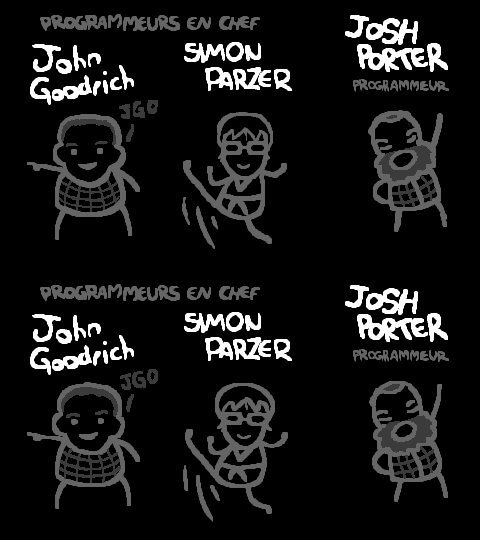 PROGRAMMEURS EN CHEF
John
Goodrich
JGO
SIMON
PARZER
JOSH
PORTER
PROGRAMMEUR
PROGRAMMEURS EN CHEF
John
Goodrich
JGO
SIMON
PARZER
JOSH
PORTER
PROGRAMMEUR